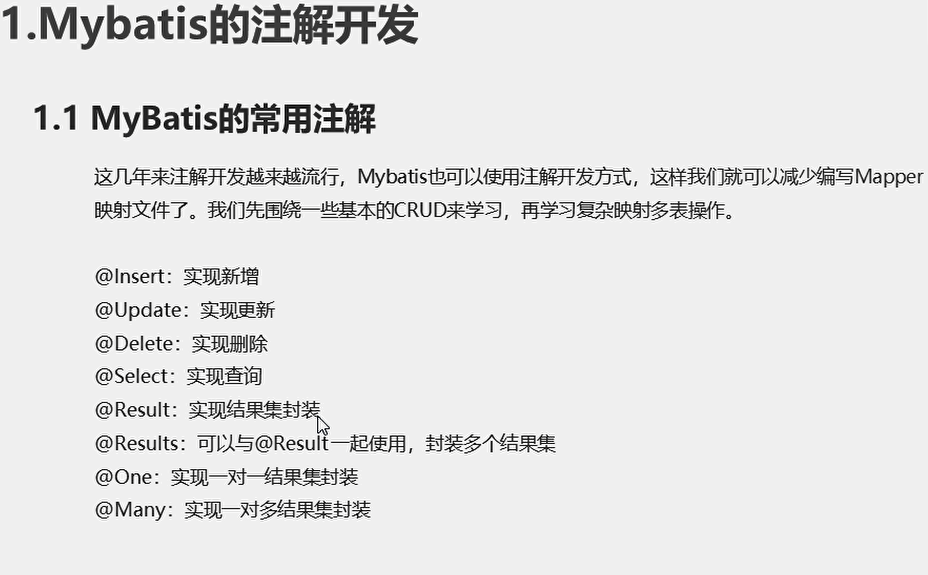 1.Mybatis的注解开发
1.1 MyBatis的常用注解
这几年来注解开发越来越流行，Mybatis也可以使用注解开发方式，这样我们就可以减少编写Mapper
映射文件了。我们先围绕一些基本的CRUD来学习，再学习复杂映射多表操作。
@Insert：实现新增
@Update：实现更新
@Delete：实现删除
@Select：实现查询
@Result：实现结果集封装
@Results：可以与@Result一起使用，封装多个结果集
@One：实现一对一结果集封装
@Many：实现一对多结果集封装